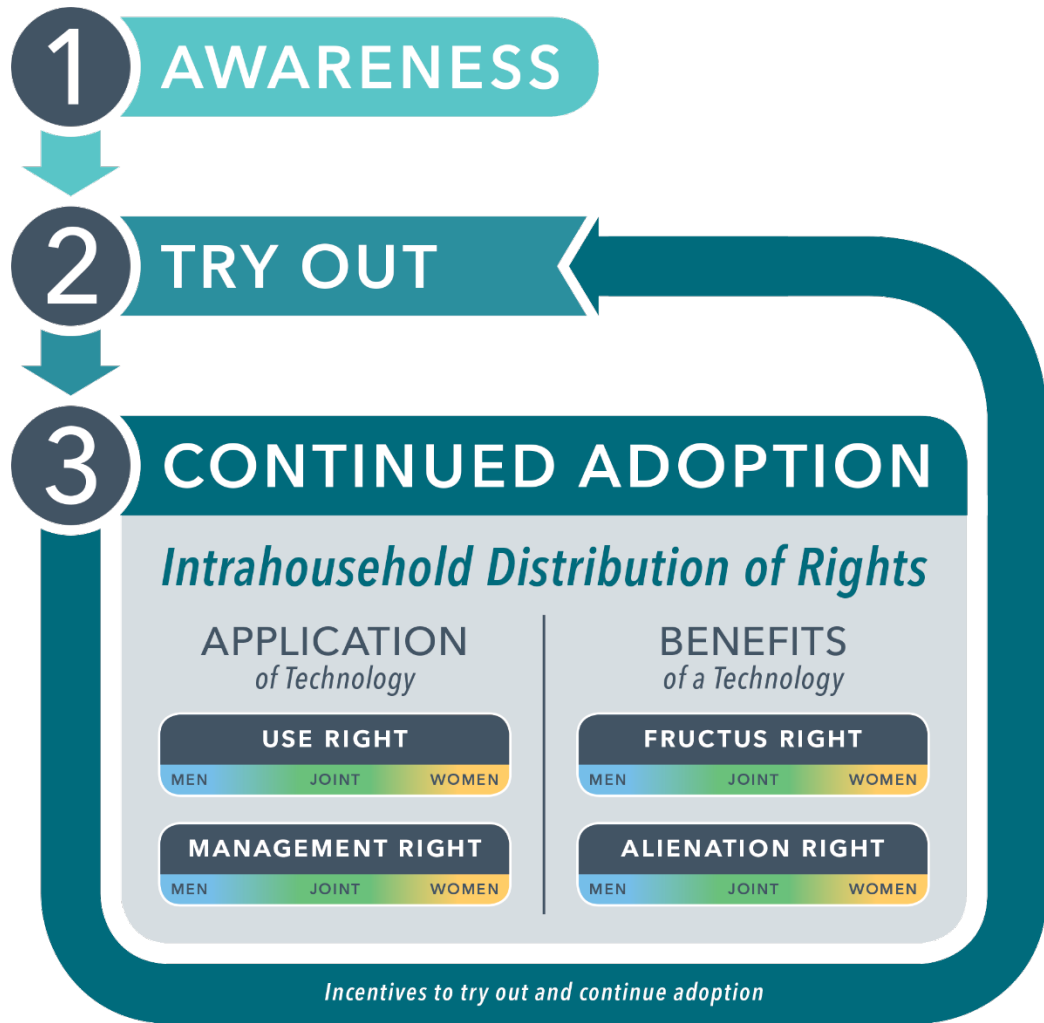 1 AWARENESS
2 TRY OUT
3 CONTINUED ADOPTION
Intrahousehold Distribution of Rights
APPLICATION
of Technology
USE RIGHT
MEN JOINT WOMEN
MANAGEMENT RIGHT
MEN JOINT WOMEN
BENEFITS
of a Technology
FRUCTUS RIGHT
MEN JOINT WOMEN
ALIENATION RIGHT
MEN JOINT WOMEN
Incentives to try out and continue adoption